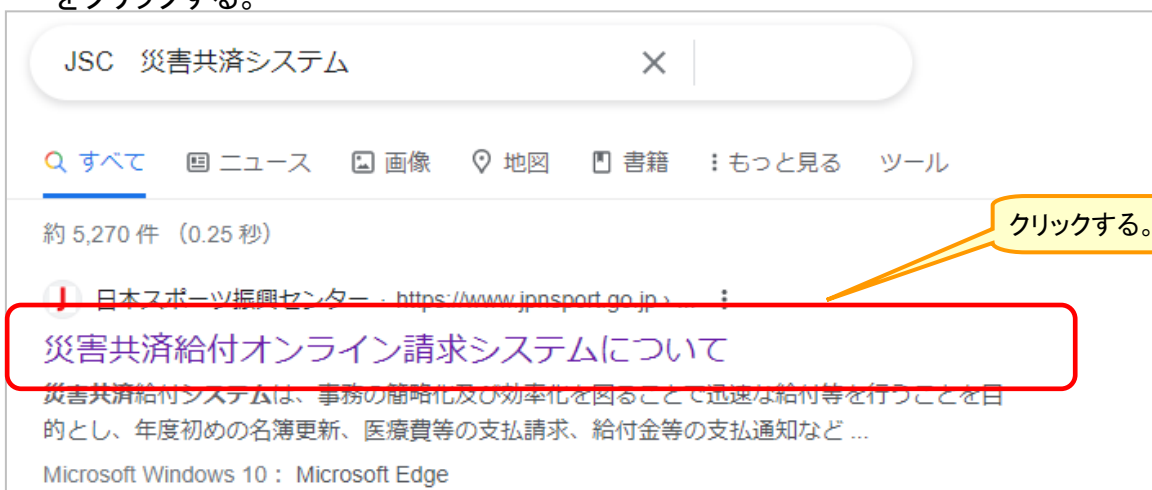 をクリックする。
JSC　災害共済システム
すべて ニュース 画像 地図 書籍 もっと見る ツール
約 5,270 件 （0.25 秒）
クリックする。
日本スポーツ振興センター · https://www.jpnsport.go.jp › ...
災害共済給付オンライン請求システムについて
災害共済給付システムは、事務の簡略化及び効率化を図ることで迅速な給付等を行うことを目
的とし、年度初めの名簿更新、医療費等の支払請求、給付金等の支払通知など ...
Microsoft Windows 10： Microsoft Edge